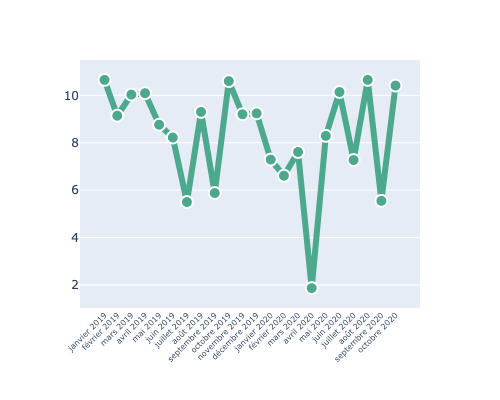 10
8
6
4
2
janvier 2019
février 2019
mars 2019
avril 2019
mai 2019
juin 2019
juillet 2019
août 2019
septembre 2019
octobre 2019
novembre 2019
décembre 2019
janvier 2020
février 2020
mars 2020
avril 2020
mai 2020
juin 2020
juillet 2020
août 2020
septembre 2020
octobre 2020